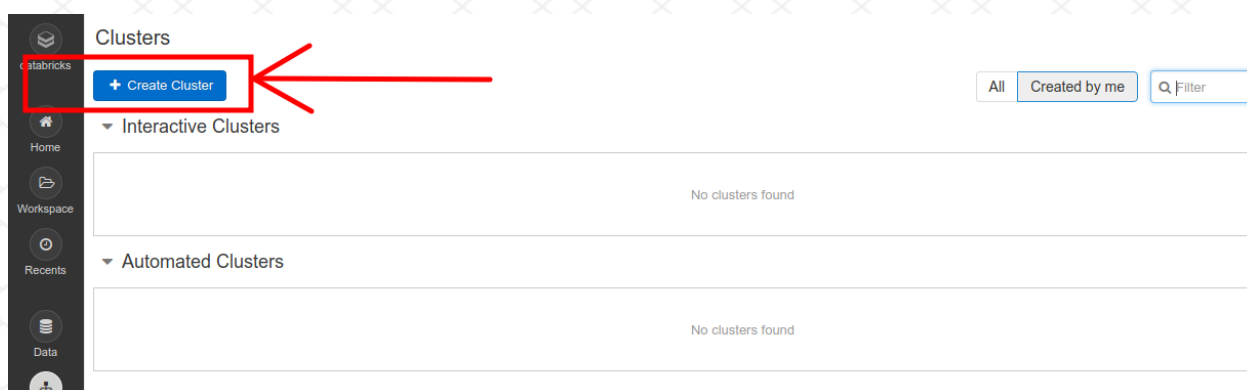 Clusters
databricks
+ Create Cluster
All
Created by me
Filter
Interactive Clusters
Home
No clusters found
Workspace
Automated Clusters
Recents
No clusters found
Data